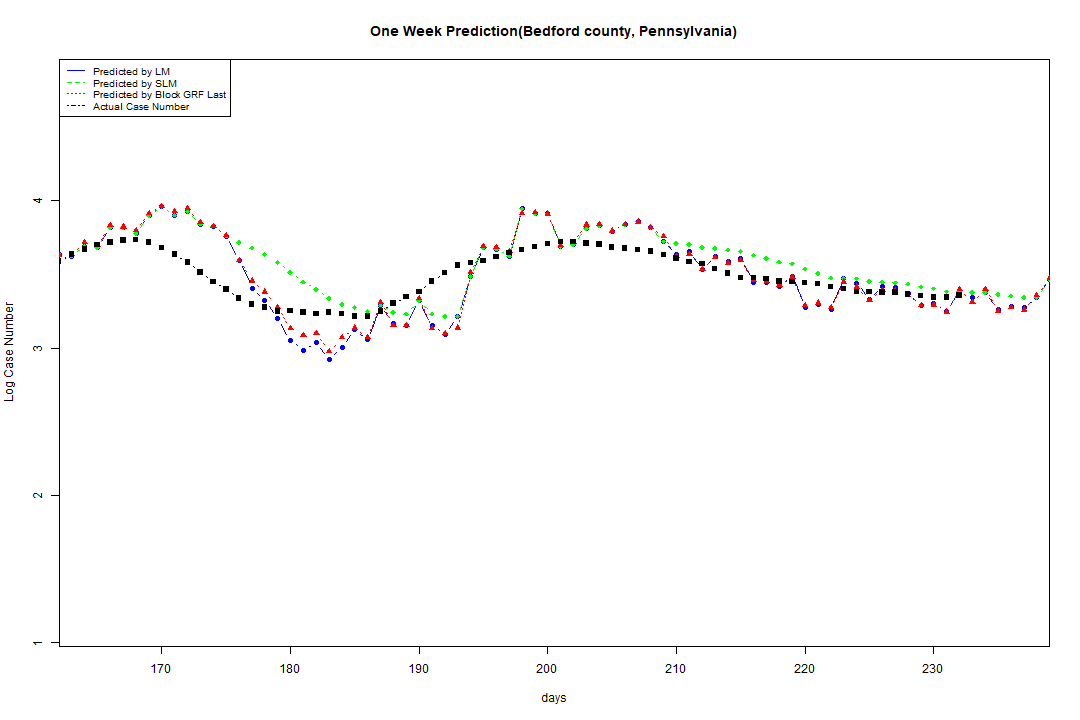 One Week Prediction(Bedford county, Pennsylvania)
Predicted by LM
Predicted by SLM
Predicted by Block GRF Last
Actual Case Number
4
3
2
1
Log Case Number
170 180 190 200 210 220 230
days